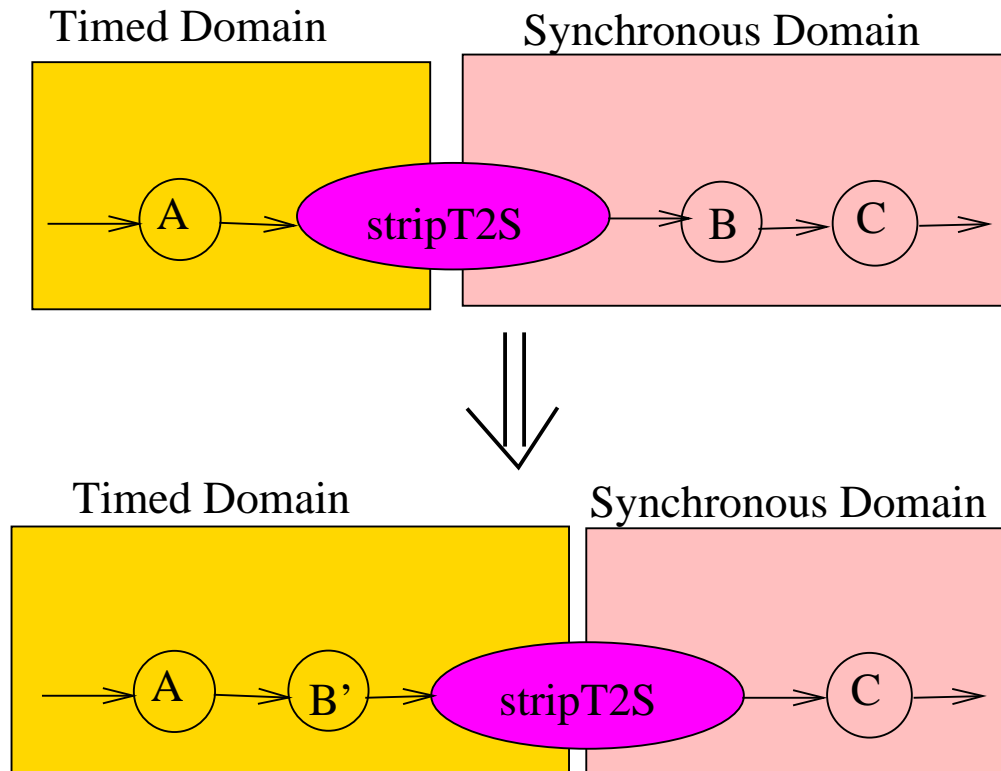 Timed Domain
Synchronous Domain
A
stripT2S
B
C
Timed Domain
Synchronous Domain
A
B’
stripT2S
C